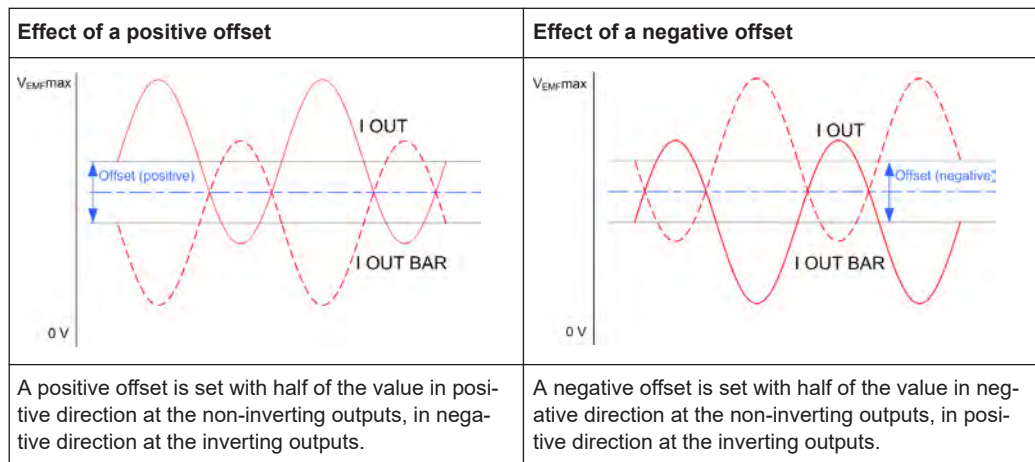 Effect of a positive offset
Effect of a negative offset
VEMFmax
I OUT
Offset (positive)
I OUT BAR
0 V
VEMFmax
I OUT
Offset (negative)
I OUT BAR
0 V
A positive offset is set with half of the value in posi-
tive direction at the non-inverting outputs, in nega-
tive direction at the inverting outputs.
A negative offset is set with half of the value in neg-
ative direction at the non-inverting outputs, in posi-
tive direction at the inverting outputs.